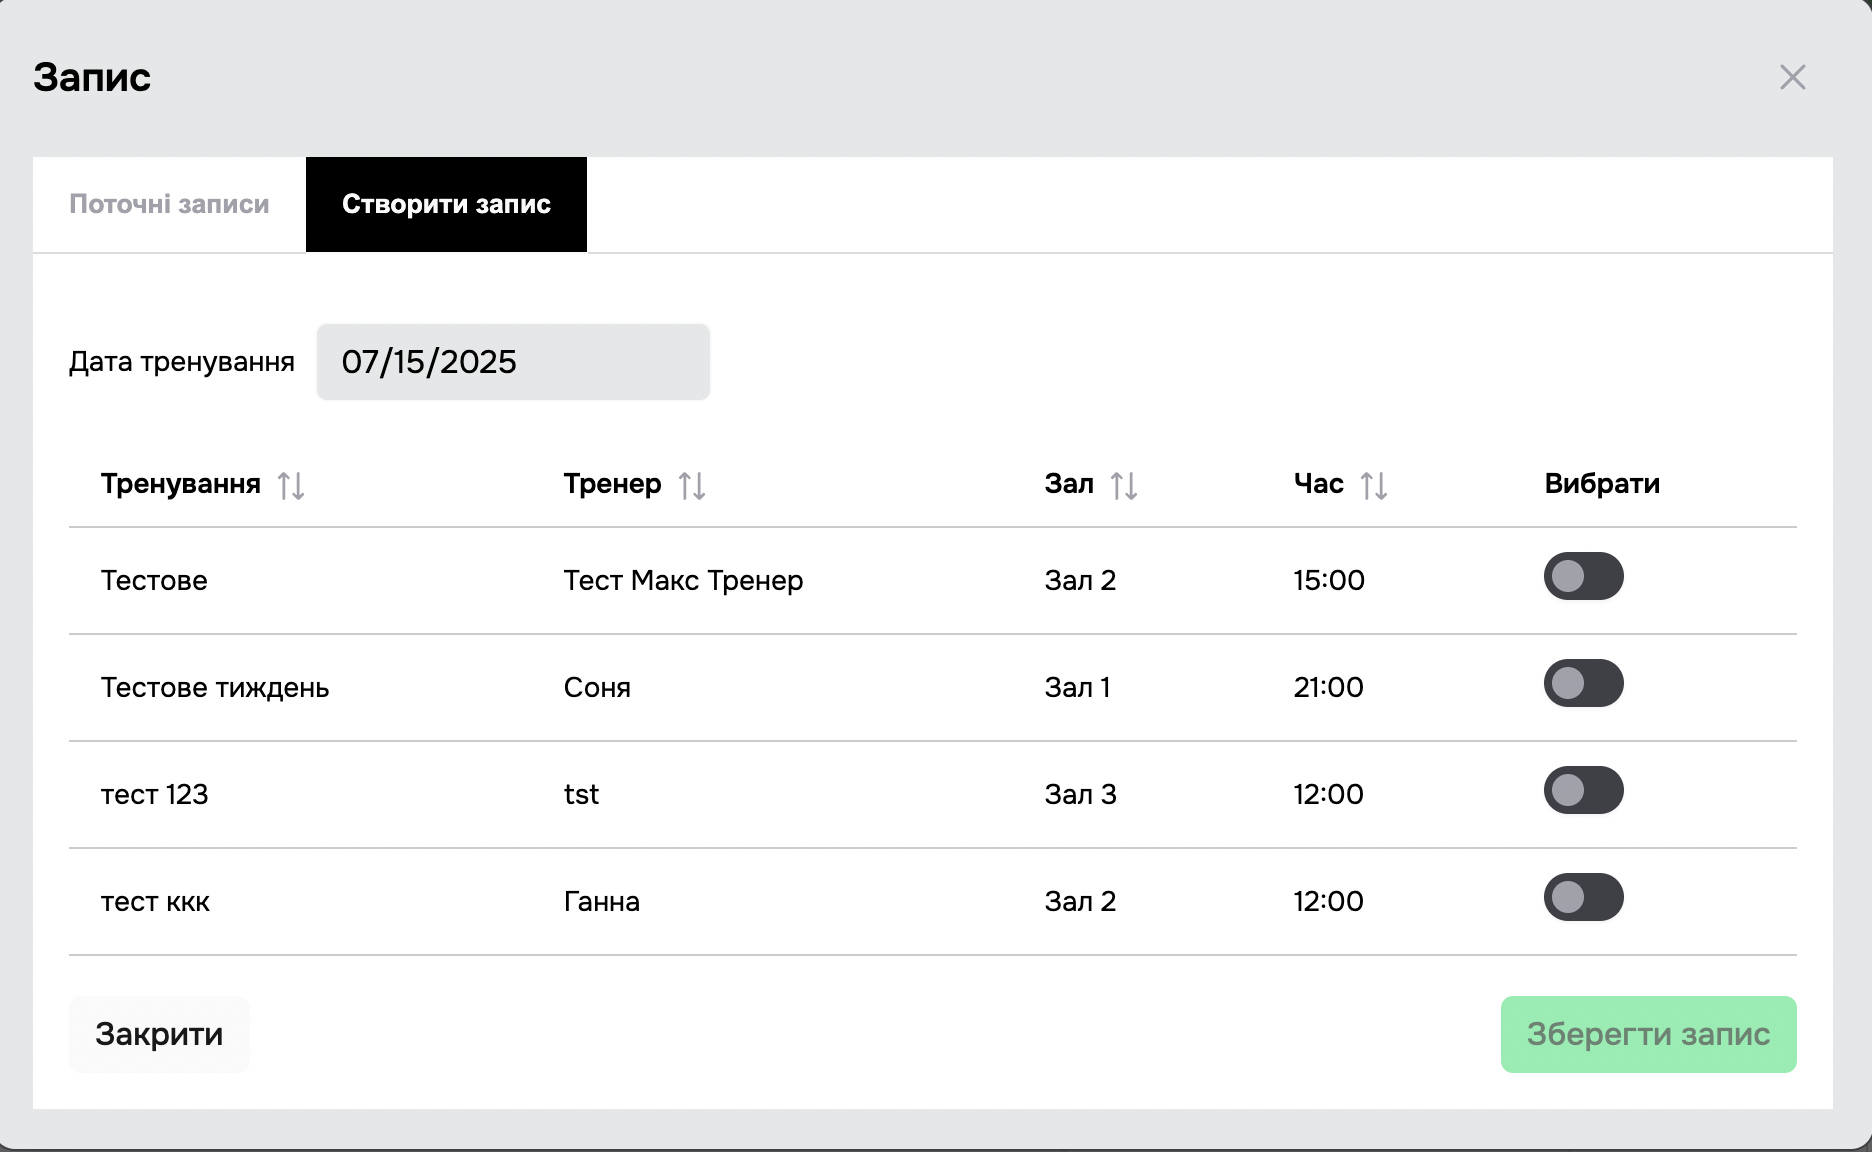 Запис
Поточні записи Створити запис
Дата тренування 07/15/2025
Тренування Тренер Зал Час Вибрати
Тестове Тест Макс Тренер Зал 2 15:00
Тестове тиждень Соня Зал 1 21:00
тест 123 tst Зал 3 12:00
тест ккк Ганна Зал 2 12:00
Закрити Зберегти запис